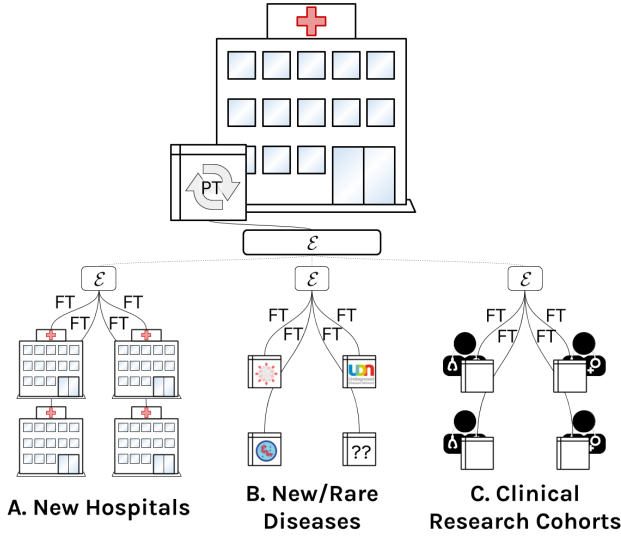 PT
ℰ
ℰ
ℰ
ℰ
FT FT
FT FT
FT FT
FT FT
FT FT
FT FT
UDN
??
A. New Hospitals
B. New/Rare
Diseases
C. Clinical
Research Cohorts